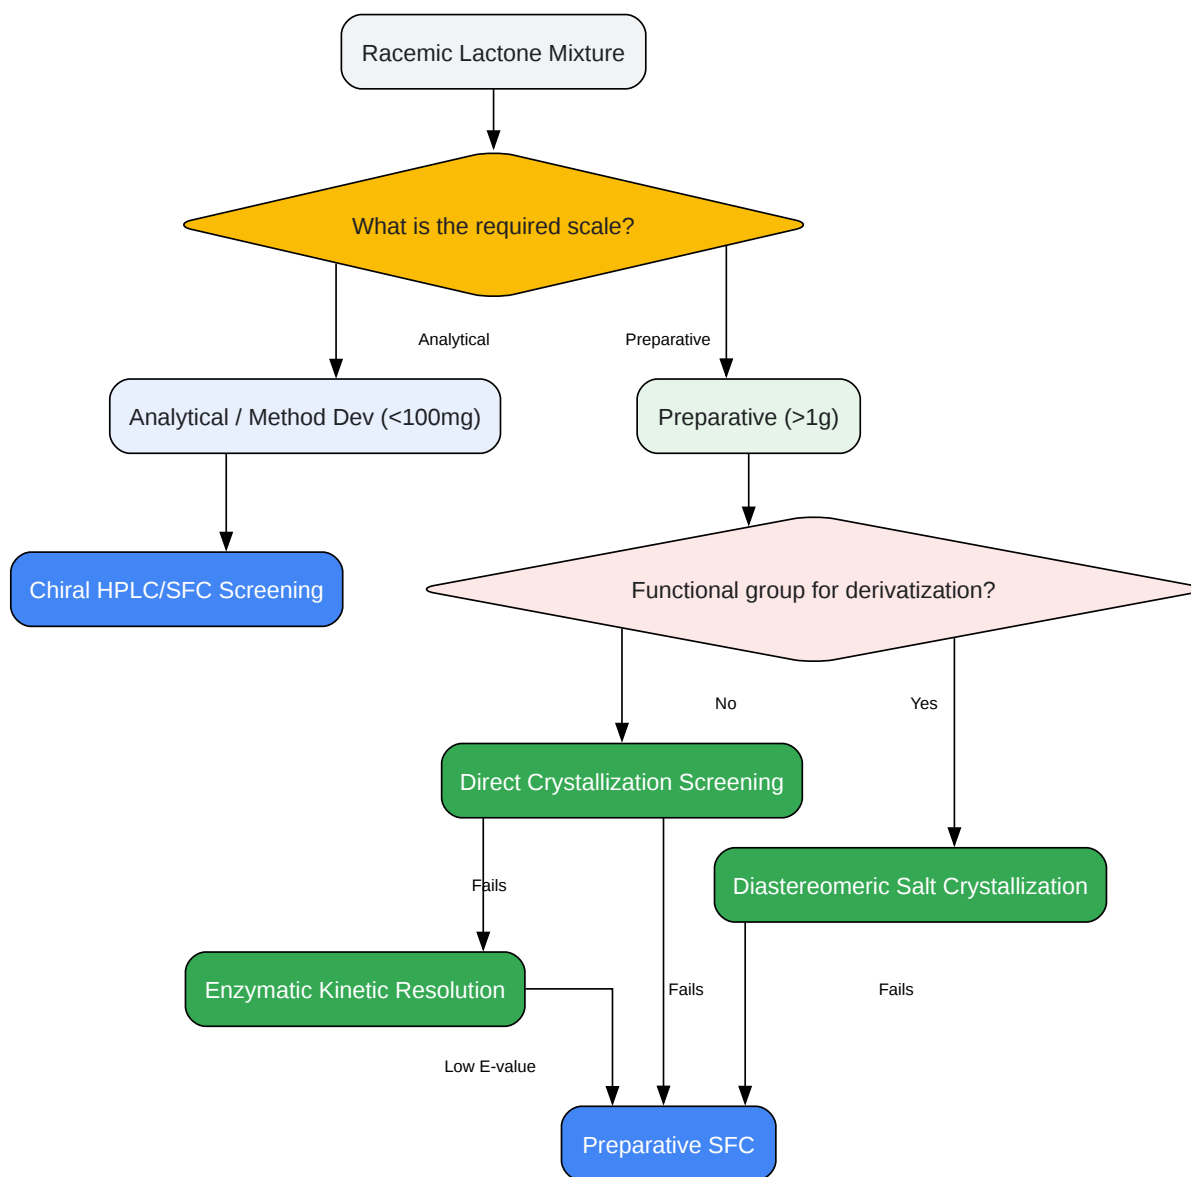 Racemic Lactone Mixture
What is the required scale?
Analytical
Preparative
Analytical / Method Dev (<100mg)
Preparative (>1g)
Chiral HPLC/SFC Screening
Functional group for derivatization?
No
Yes
Direct Crystallization Screening
Fails
Diastereomeric Salt Crystallization
Enzymatic Kinetic Resolution
Fails
Fails
Low E-value
Preparative SFC